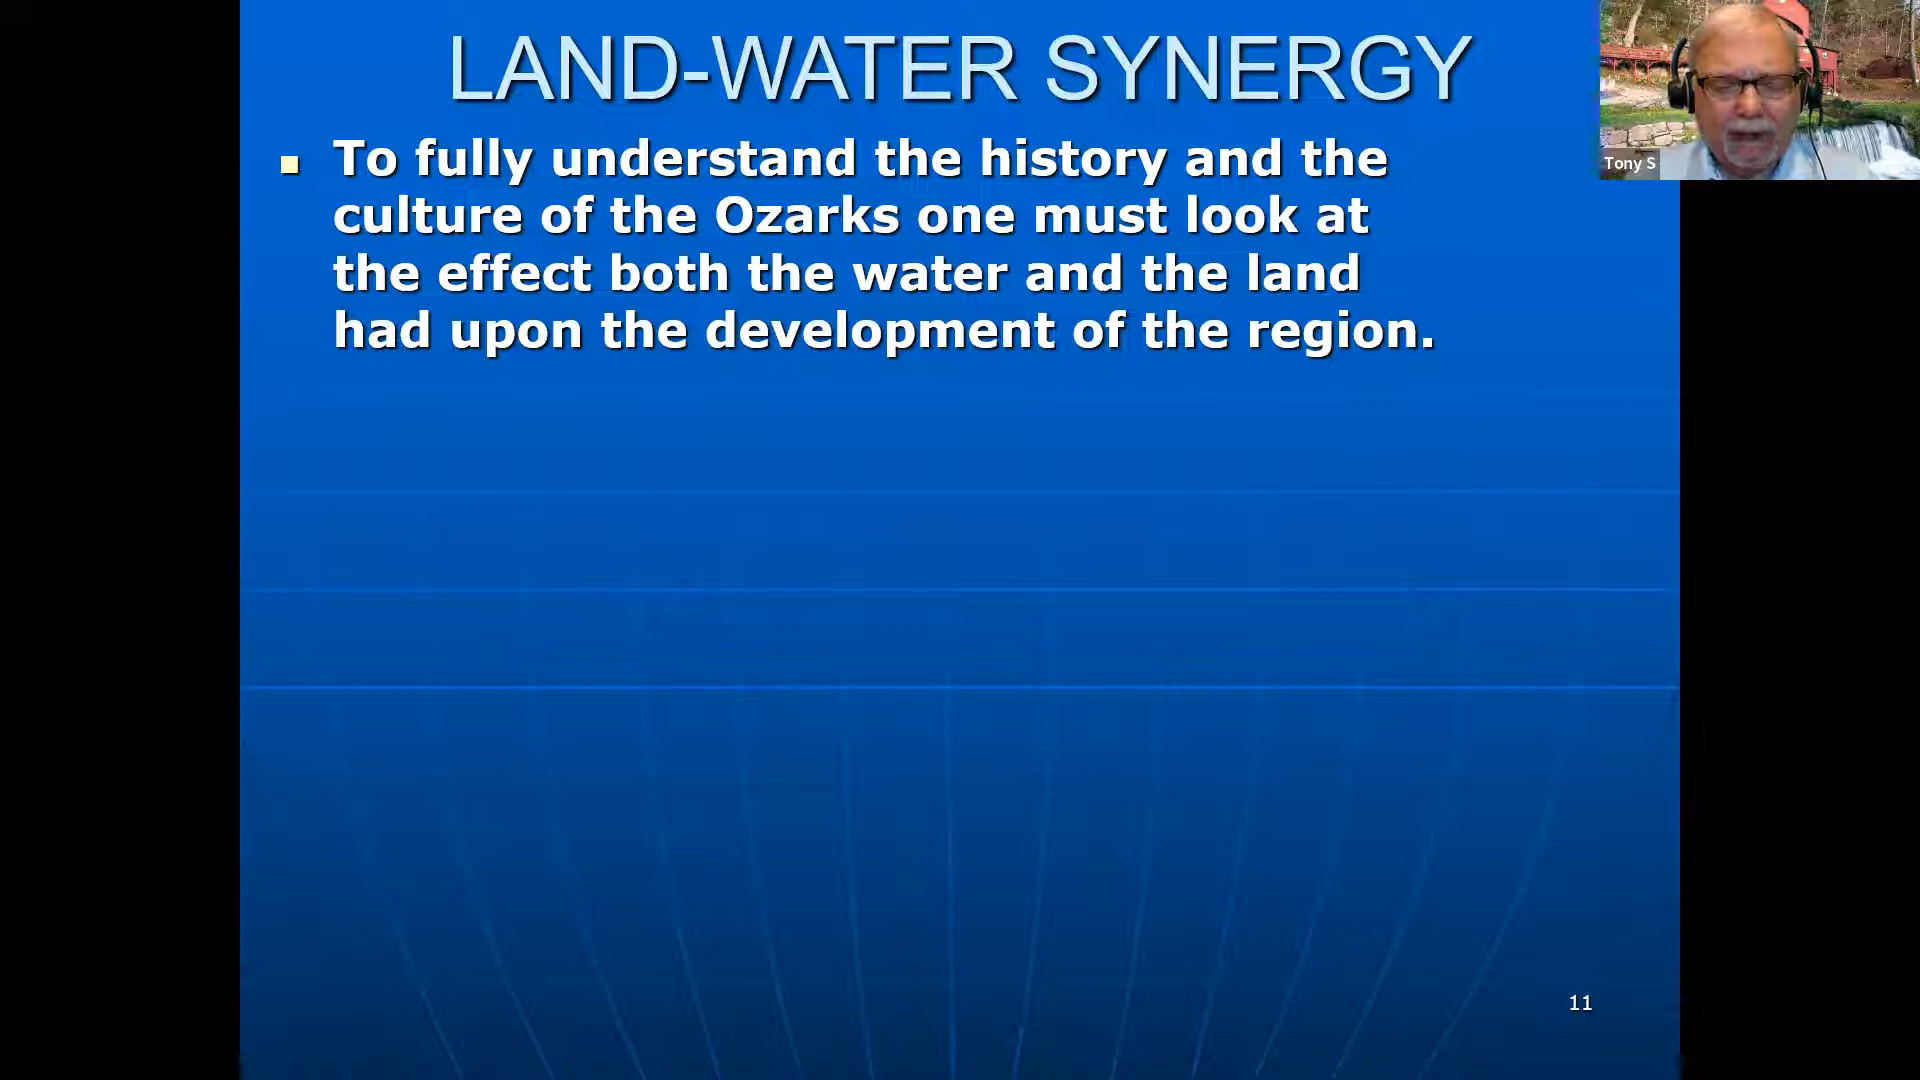 LAND-WATER SYNERGY
To fully understand the history and the
culture of the Ozarks one must look at
the effect both the water and the land
had upon the development of the region.
Tony S
11